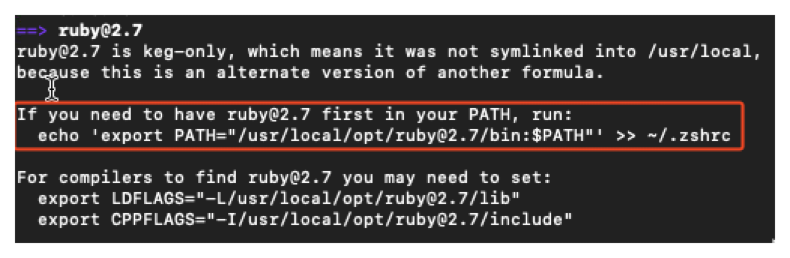 ==> ruby@2.7
ruby@2.7 is keg-only, which means it was not symlinked into /usr/local,
because this is an alternate version of another formula.
If you need to have ruby@2.7 first in your PATH, run:
echo 'export PATH="/usr/local/opt/ruby@2.7/bin:$PATH"' >> ~/.zshrc
For compilers to find ruby@2.7 you may need to set:
export LDFLAGS="-L/usr/local/opt/ruby@2.7/lib"
export CPPFLAGS="-I/usr/local/opt/ruby@2.7/include"